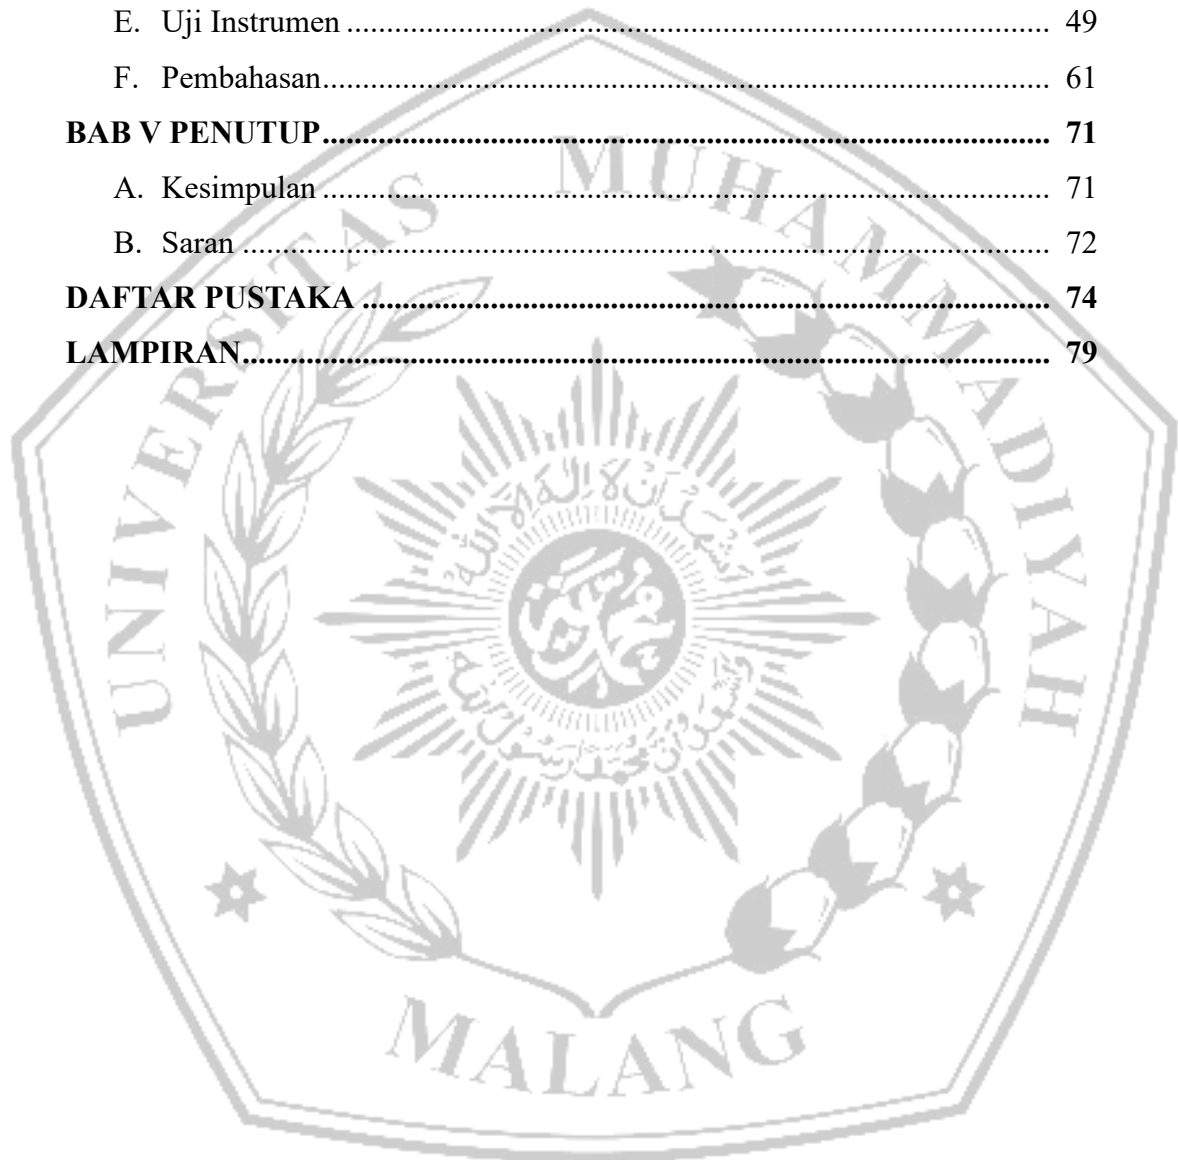 E. Uji Instrumen ........................................................................................ 49
F. Pembahasan........................................................................................... 61
BAB V PENUTUP........................................................................................... 71
A. Kesimpulan ........................................................................................... 71
B. Saran ..................................................................................................... 72
DAFTAR PUSTAKA ...................................................................................... 74
LAMPIRAN..................................................................................................... 79
UNIVERSITAS MUHAMMADIYAH
MALANG